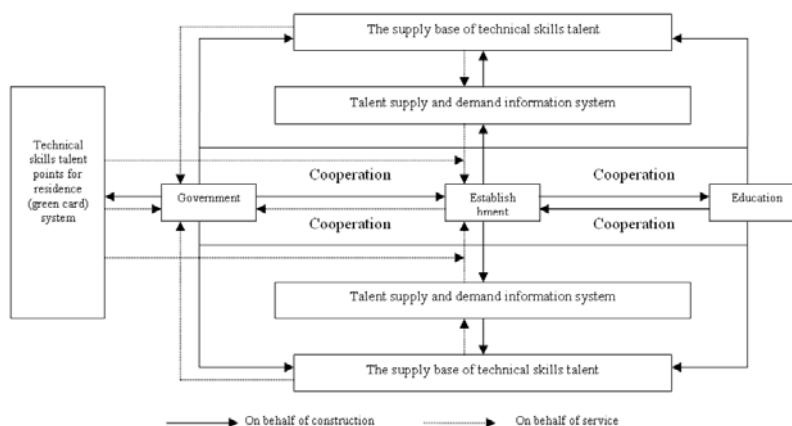 The supply base of technical skills talent
Talent supply and demand information system
Technical
skills talent
points for
residence
(green card)
system
Cooperation
Cooperation
Government
Establis
hment
Education
Cooperation
Cooperation
Talent supply and demand information system
The supply base of technical skills talent
On behalf of construction
On behalf of service